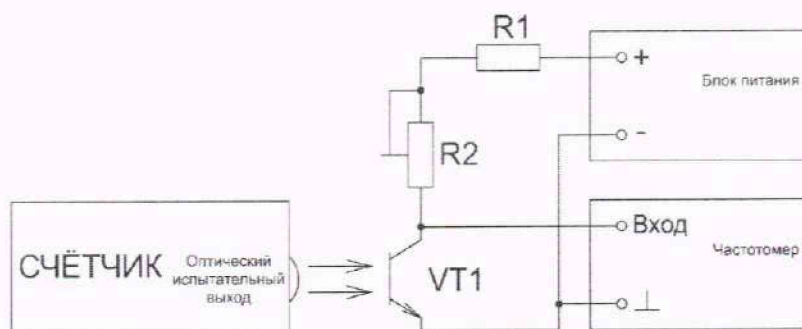 R1
+
Блок питания
-
R2
СЧЁТЧИК
Оптический
испытательный
выход
VT1
Вход
Частотомер